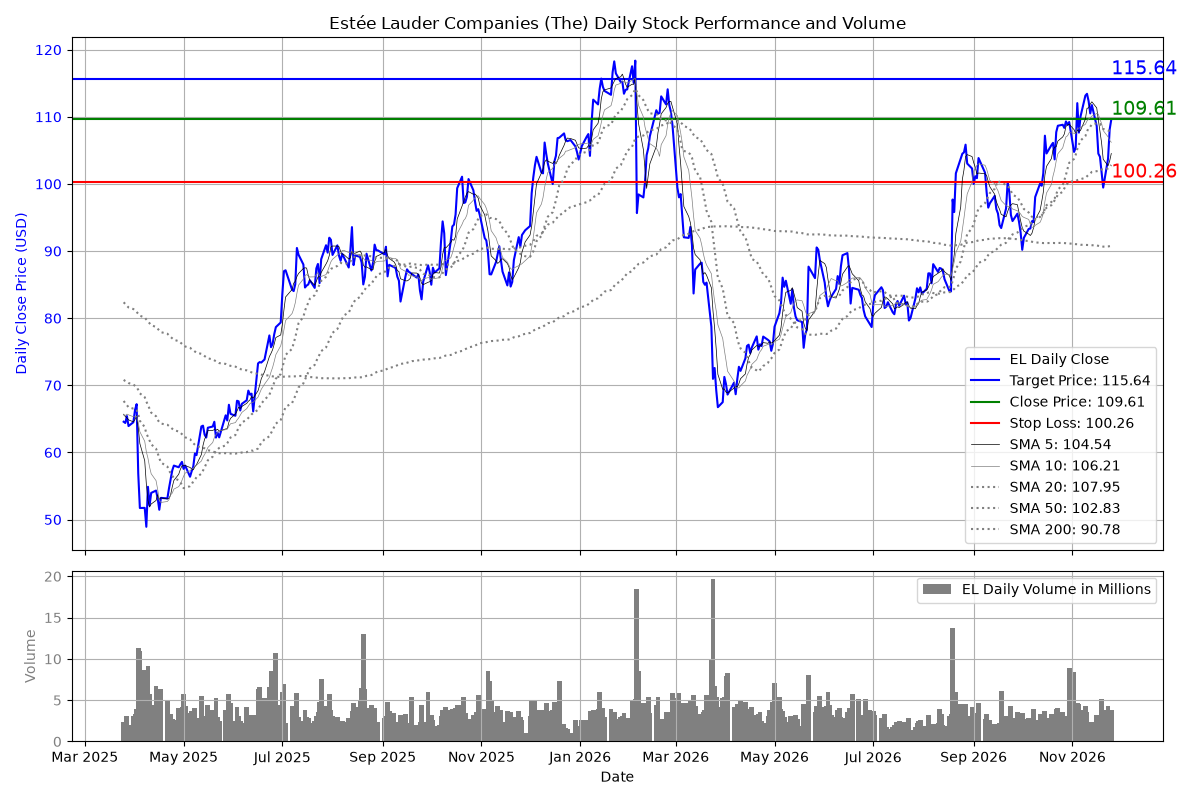 Estée Lauder Companies (The) Daily Stock Performance and Volume
Daily Close Price (USD)
120
110
100
90
80
70
60
50
115.64
109.61
100.26
EL Daily Close
Target Price: 115.64
Close Price: 109.61
Stop Loss: 100.26
SMA 5: 104.54
SMA 10: 106.21
SMA 20: 107.95
SMA 50: 102.83
SMA 200: 90.78
Volume
20
15
10
5
0
EL Daily Volume in Millions
Mar 2025
May 2025
Jul 2025
Sep 2025
Nov 2025
Jan 2026
Mar 2026
May 2026
Jul 2026
Sep 2026
Nov 2026
Date